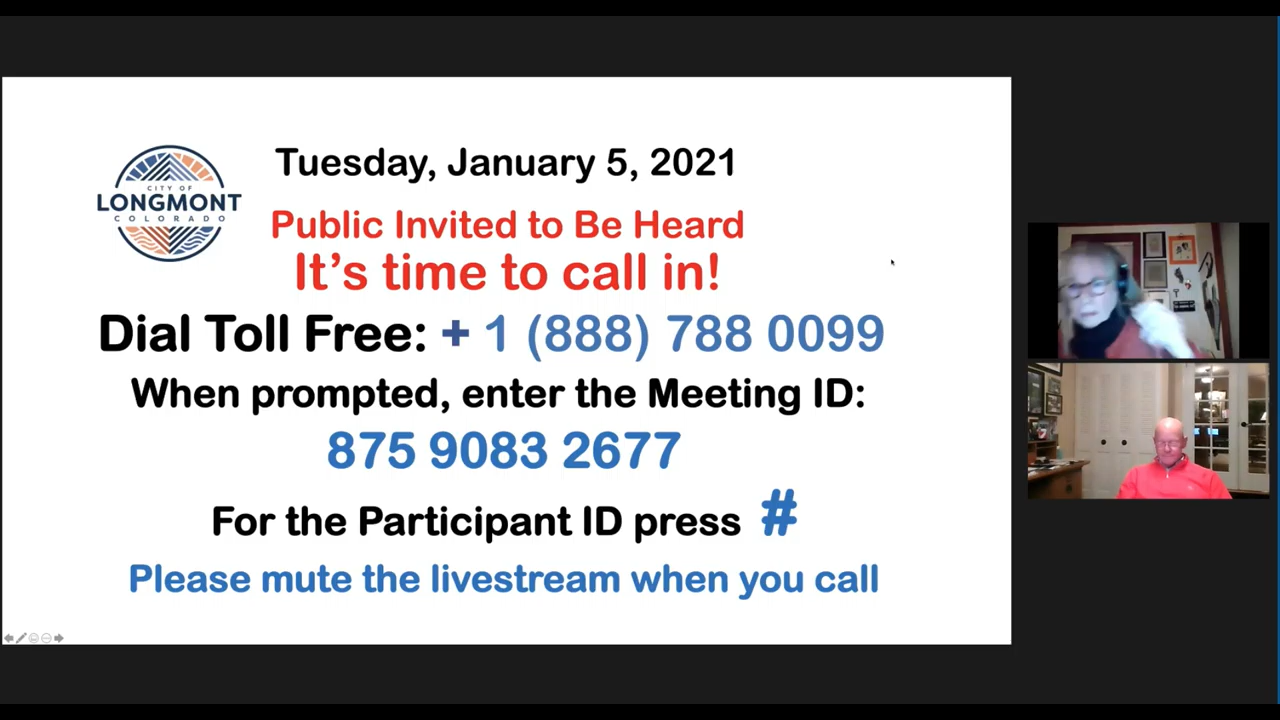 CITY OF
LONGMONT
COLORADO
Tuesday, January 5, 2021
Public Invited to Be Heard
It's time to call in!
Dial Toll Free: + 1 (888) 788 0099
When prompted, enter the Meeting ID:
875 9083 2677
For the Participant ID press #
Please mute the livestream when you call